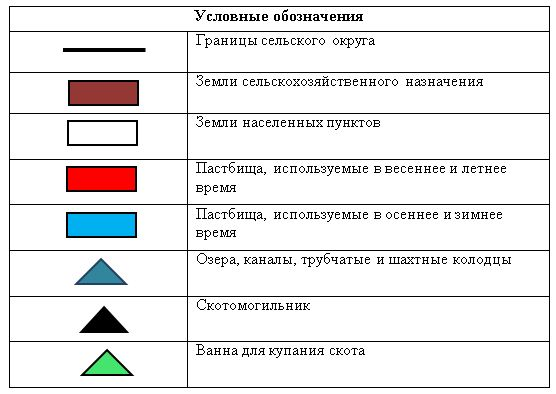 Условные обозначения
Границы сельского округа
Земли сельскохозяйственного назначения
Земли населенных пунктов
Пастбища, используемые в весеннее и летнее
время
Пастбища, используемые в осеннее и зимнее
время
Озера, каналы, трубчатые и шахтные колодцы
Скотомогильник
Ванна для купания скота